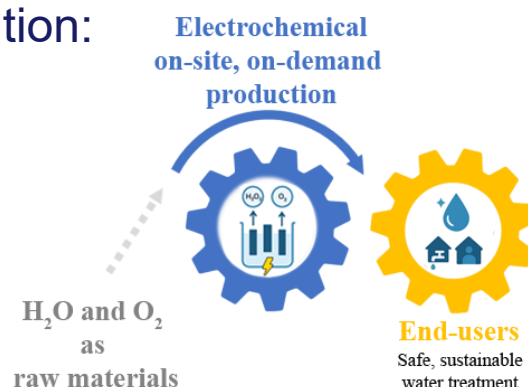 tion:
Electrochemical
on-site, on-demand
production
H₂O₂ O₂
H₂O and O₂
as
raw materials
End-users
Safe, sustainable
water treatment